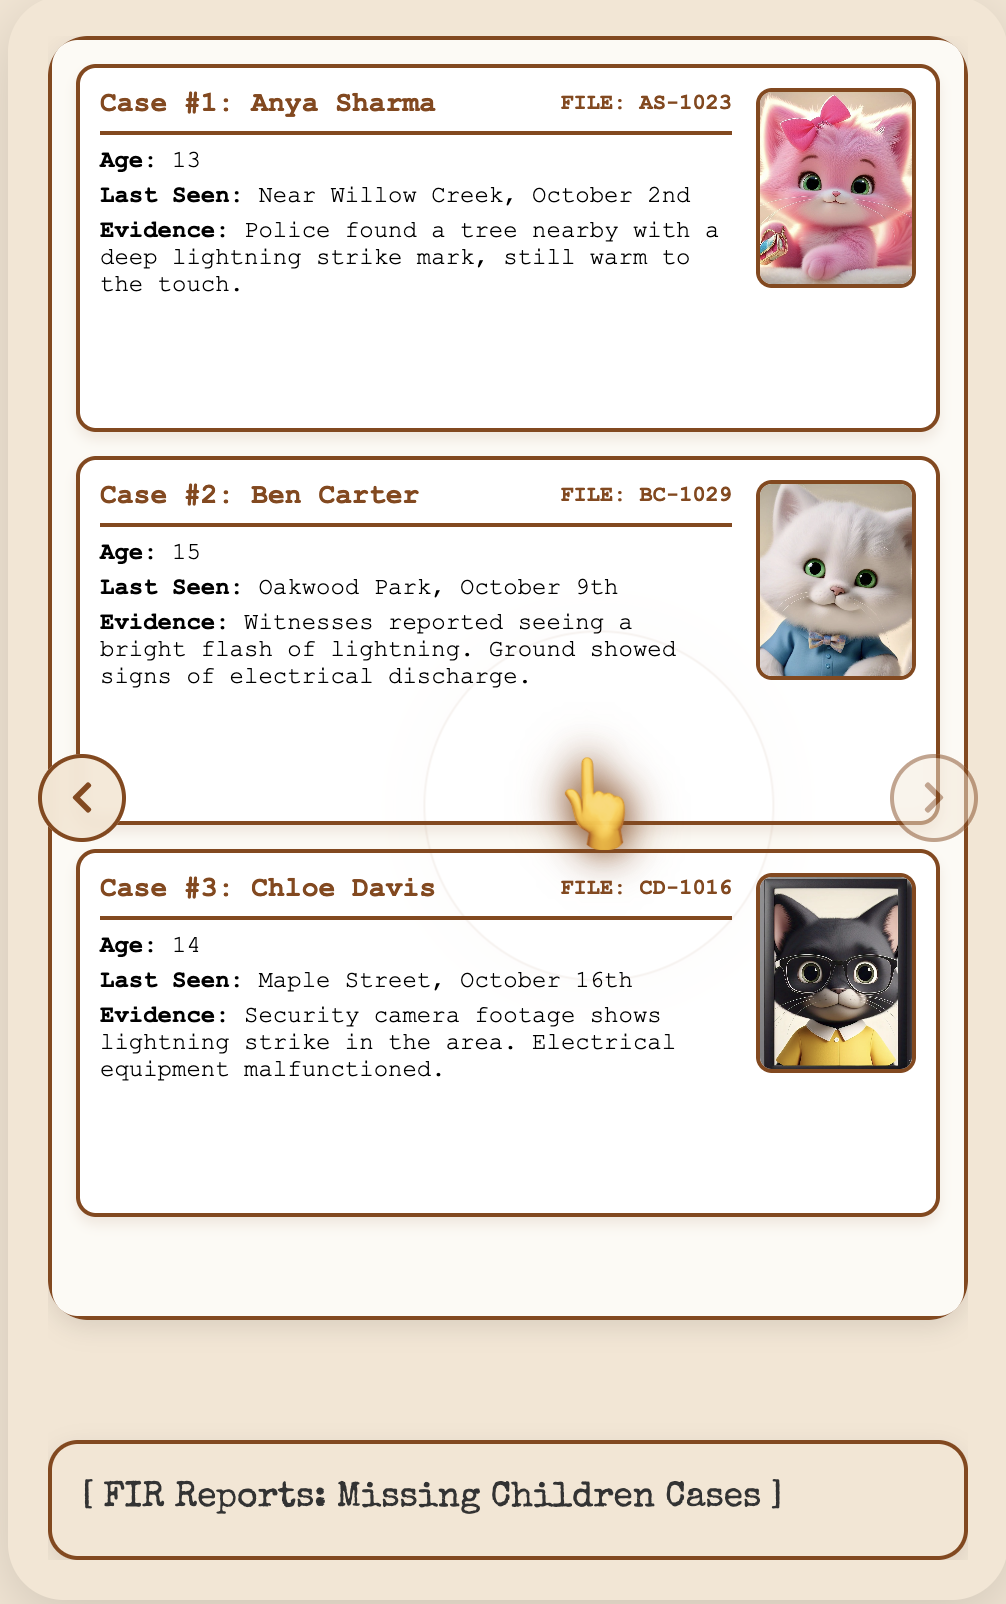 Case #1: Anya Sharma
FILE: AS-1023
Age: 13
Last Seen: Near Willow Creek, October 2nd
Evidence: Police found a tree nearby with a
deep lightning strike mark, still warm to
the touch.
Case #2: Ben Carter
FILE: BC-1029
Age: 15
Last Seen: Oakwood Park, October 9th
Evidence: Witnesses reported seeing a
bright flash of lightning. Ground showed
signs of electrical discharge.
Case #3: Chloe Davis
FILE: CD-1016
Age: 14
Last Seen: Maple Street, October 16th
Evidence: Security camera footage shows
lightning strike in the area. Electrical
equipment malfunctioned.
[ FIR Reports: Missing Children Cases ]